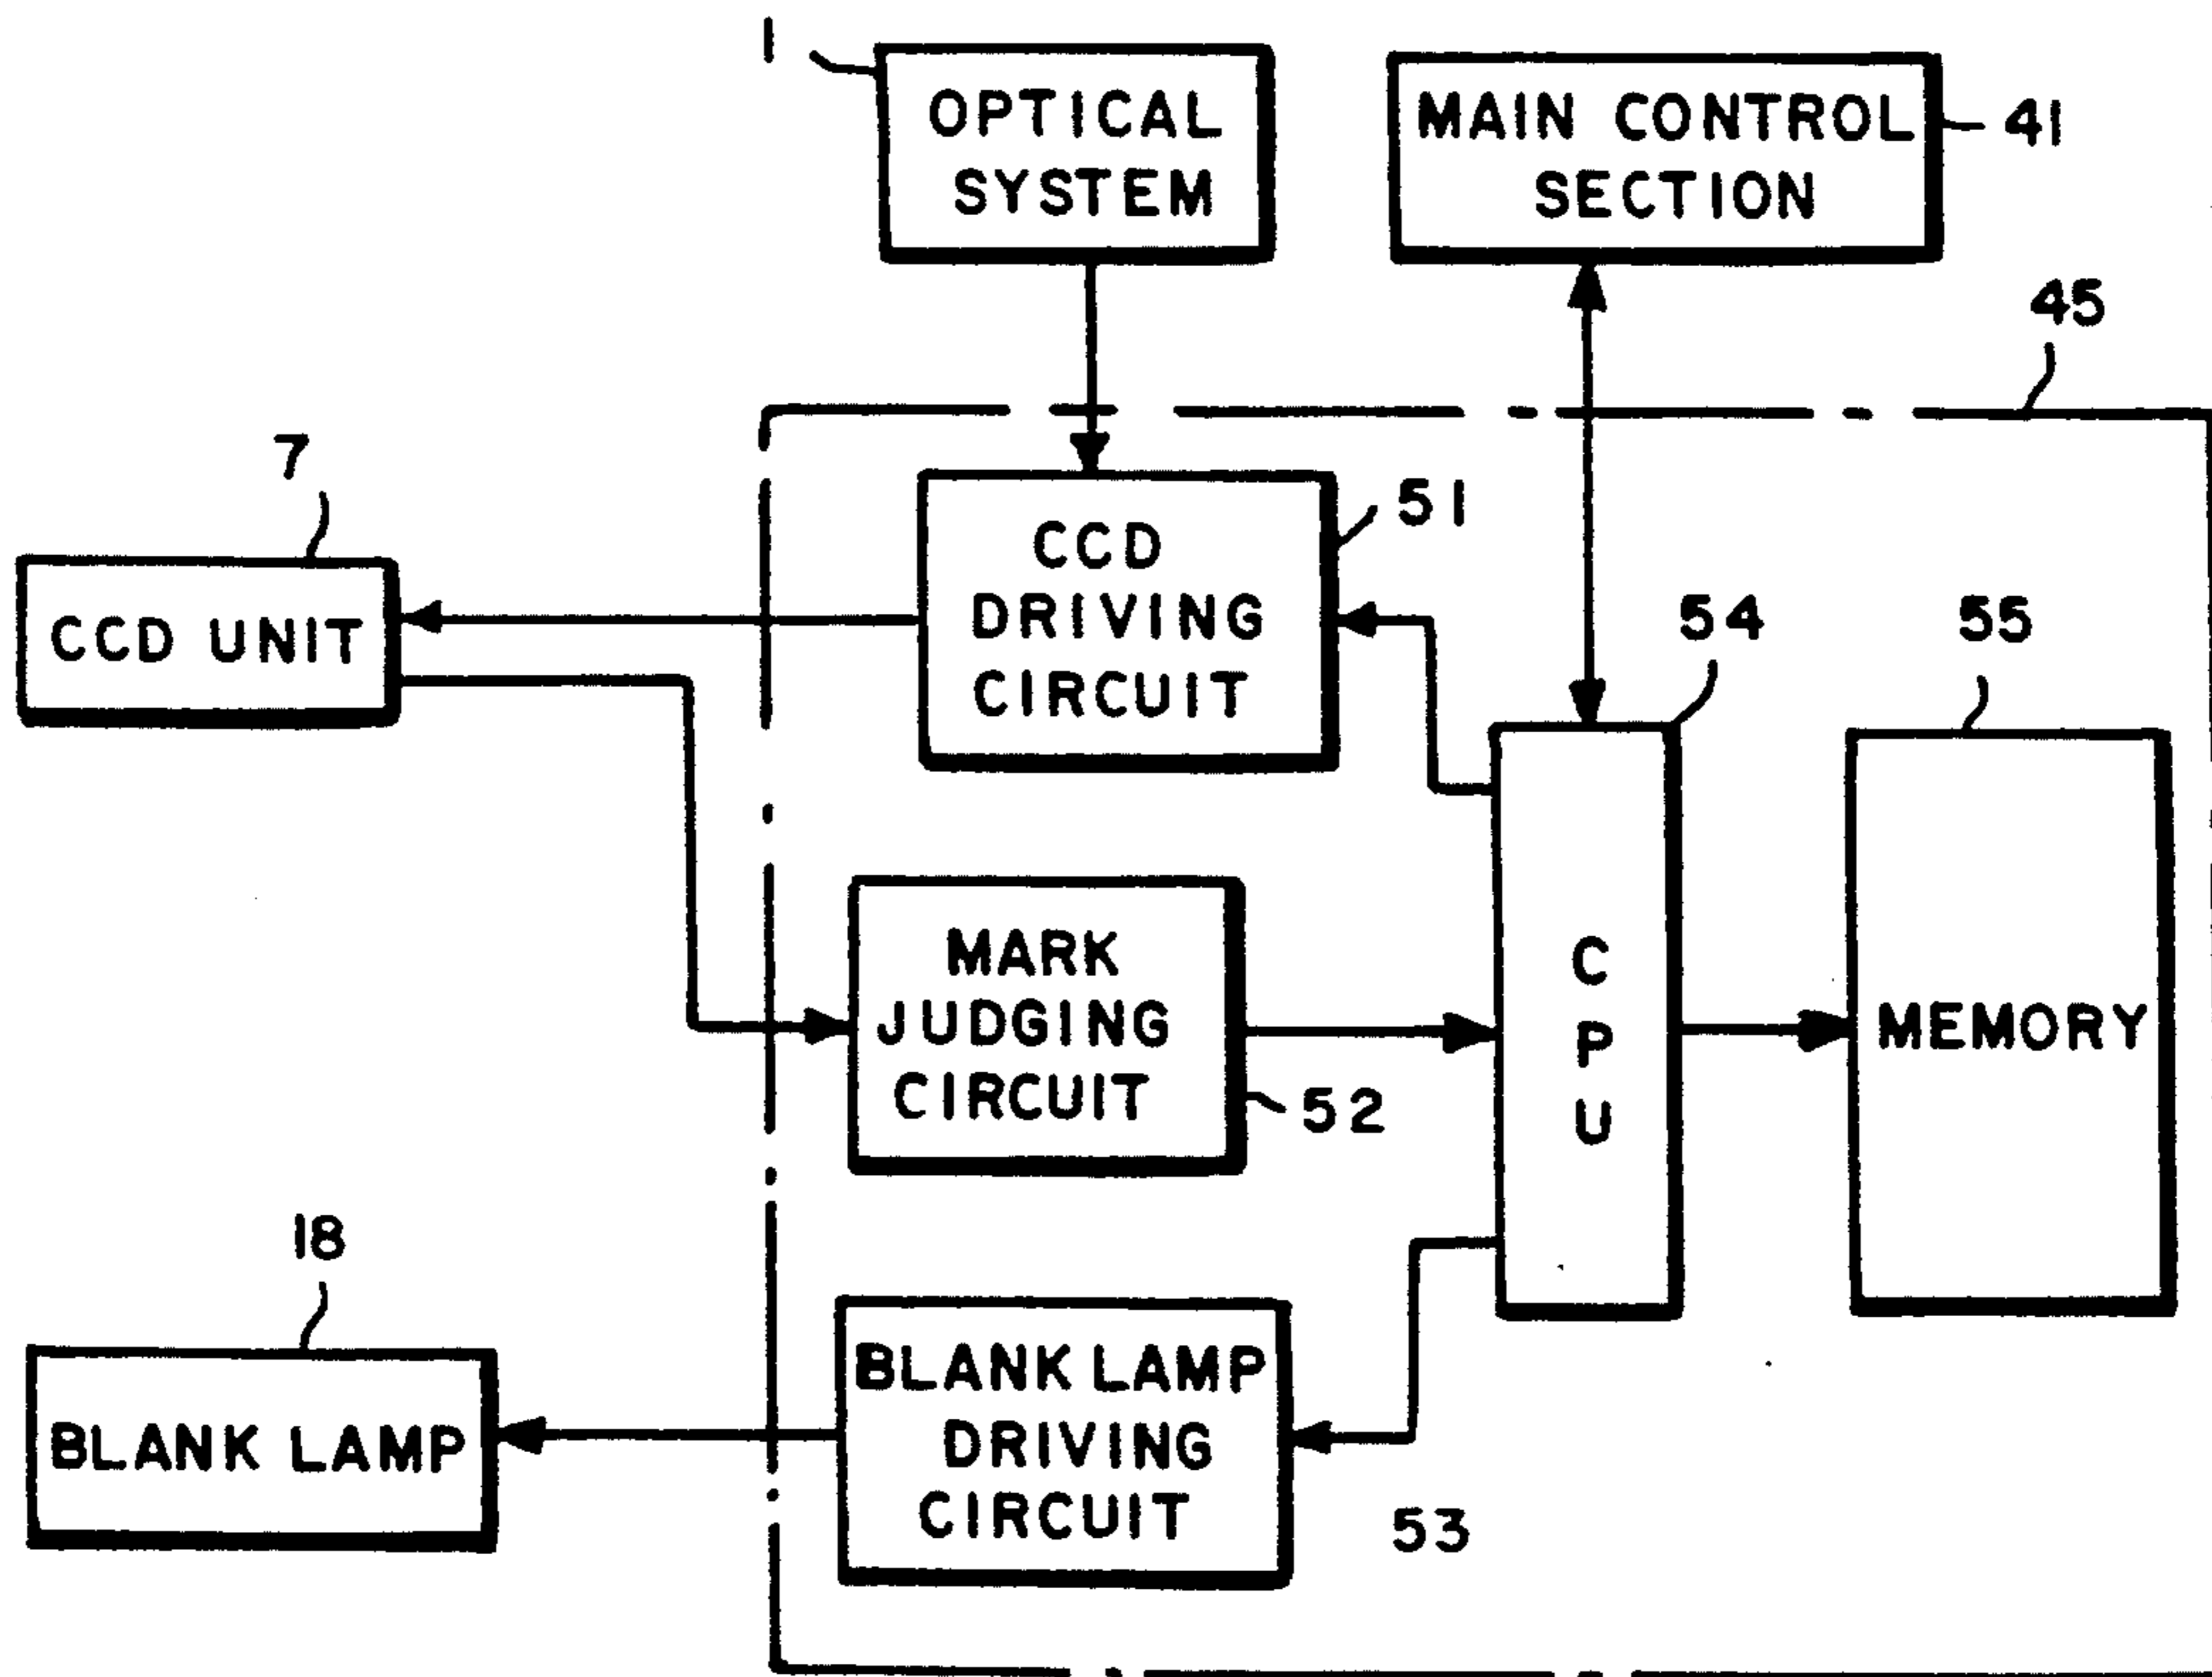 1
OPTICAL
SYSTEM
MAIN CONTROL
SECTION
41
45
7
CCD UNIT
CCD
DRIVING
CIRCUIT
51
54
55
MARK
JUDGING
CIRCUIT
52
C
P
U
MEMORY
18
BLANK LAMP
BLANK LAMP
DRIVING
CIRCUIT
53